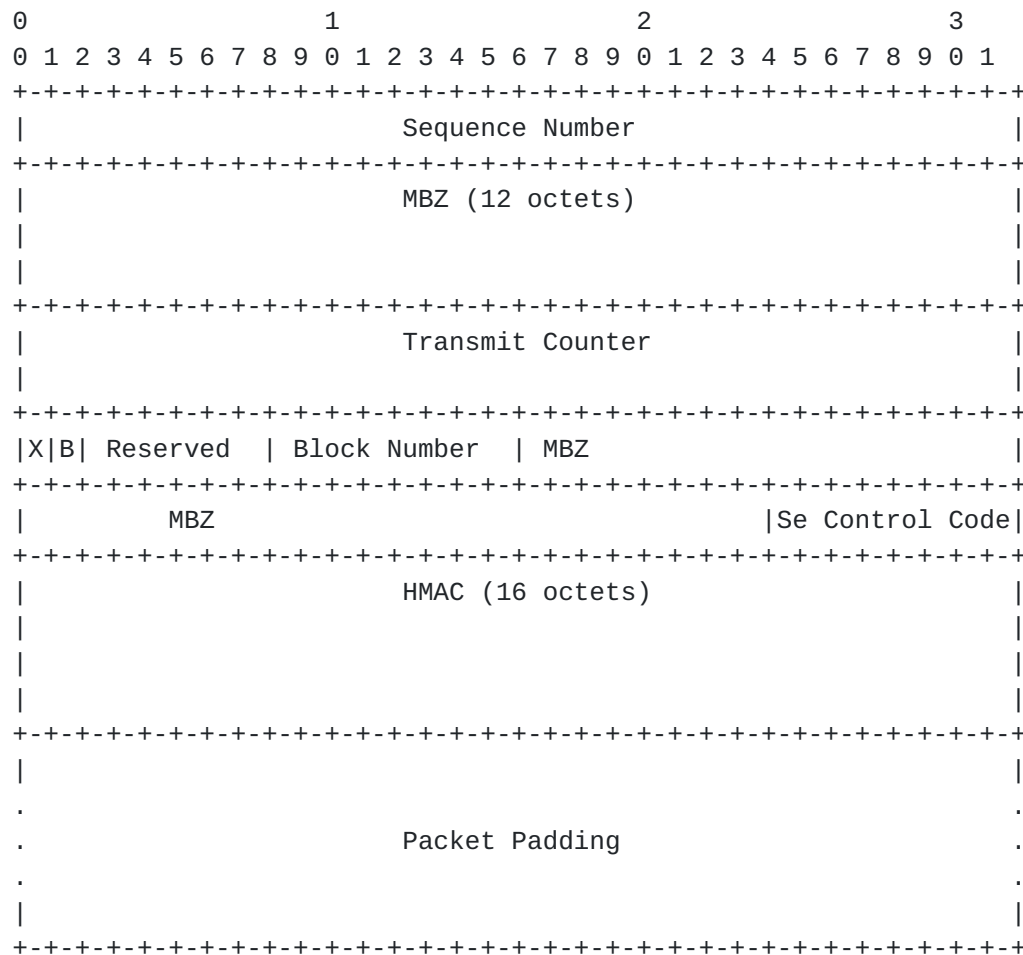 0                   1                   2                   3
0 1 2 3 4 5 6 7 8 9 0 1 2 3 4 5 6 7 8 9 0 1 2 3 4 5 6 7 8 9 0 1
+-+-+-+-+-+-+-+-+-+-+-+-+-+-+-+-+-+-+-+-+-+-+-+-+-+-+-+-+-+-+-+-+
|                        Sequence Number                        |
+-+-+-+-+-+-+-+-+-+-+-+-+-+-+-+-+-+-+-+-+-+-+-+-+-+-+-+-+-+-+-+-+
|                        MBZ (12 octets)                        |
|                                                               |
|                                                               |
+-+-+-+-+-+-+-+-+-+-+-+-+-+-+-+-+-+-+-+-+-+-+-+-+-+-+-+-+-+-+-+-+
|                        Transmit Counter                       |
|                                                               |
+-+-+-+-+-+-+-+-+-+-+-+-+-+-+-+-+-+-+-+-+-+-+-+-+-+-+-+-+-+-+-+-+
|X|B| Reserved  | Block Number  | MBZ                           |
+-+-+-+-+-+-+-+-+-+-+-+-+-+-+-+-+-+-+-+-+-+-+-+-+-+-+-+-+-+-+-+-+
|         MBZ                                   |Se Control Code|
+-+-+-+-+-+-+-+-+-+-+-+-+-+-+-+-+-+-+-+-+-+-+-+-+-+-+-+-+-+-+-+-+
|                        HMAC (16 octets)                       |
|                                                               |
|                                                               |
|                                                               |
+-+-+-+-+-+-+-+-+-+-+-+-+-+-+-+-+-+-+-+-+-+-+-+-+-+-+-+-+-+-+-+-+
|                                                               |
.                                                               .
.                        Packet Padding                         .
.                                                               .
|                                                               |
+-+-+-+-+-+-+-+-+-+-+-+-+-+-+-+-+-+-+-+-+-+-+-+-+-+-+-+-+-+-+-+-+